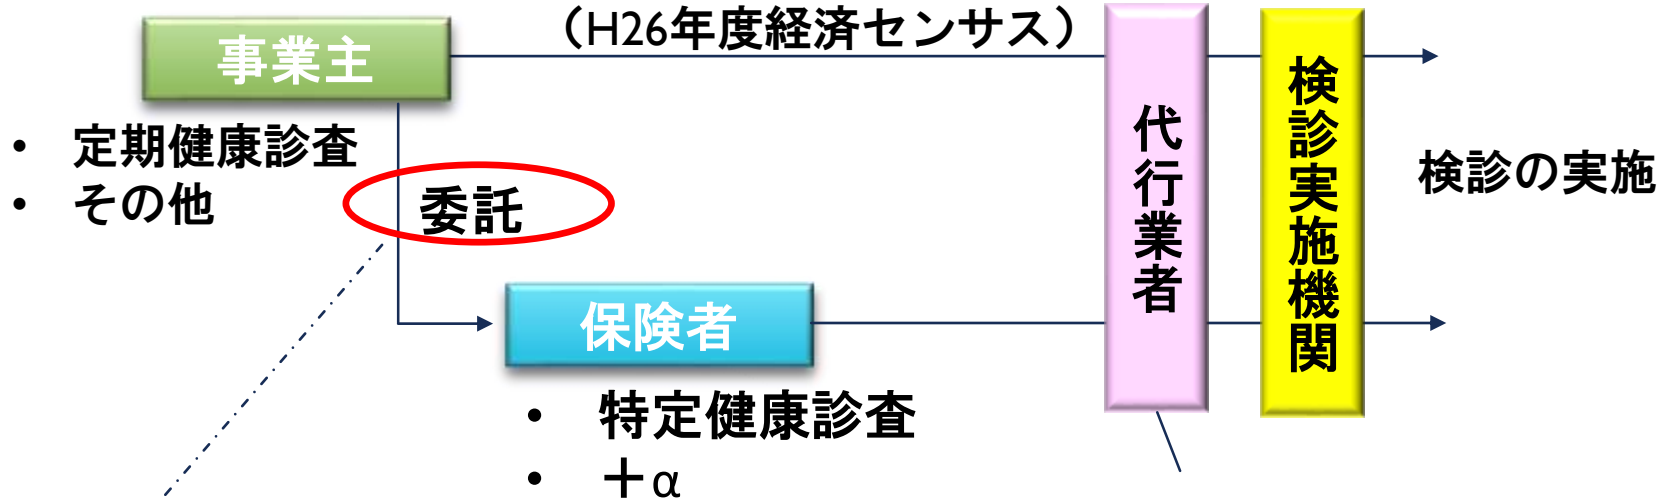 （H26年度経済センサス）
事業主
• 定期健康診査
• その他
委託
保険者
• 特定健康診査
• ＋α
代行業者
検診実施機関
検診の実施